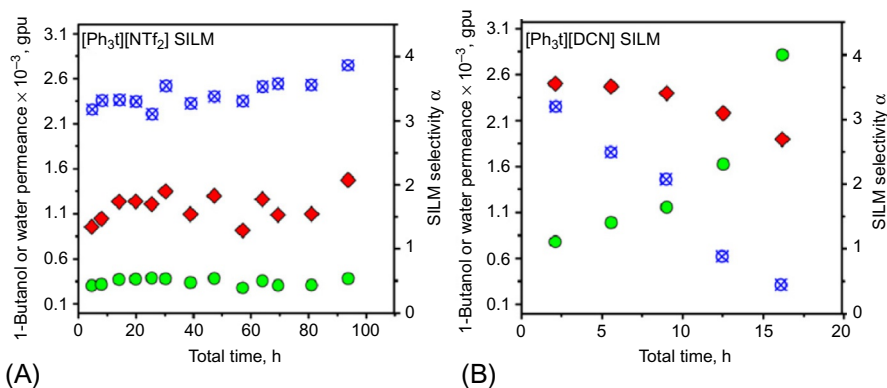 [Ph₃t][NTf₂] SILM
1-Butanol or water permeance × 10⁻³, gpu
3.1
2.6
2.1
1.6
1.1
0.6
0.1
4
3
2
1
0
SILM selectivity α
0 20 40 60 80 100
Total time, h
(A)
[Ph₃t][DCN] SILM
1-Butanol or water permeance × 10⁻³, gpu
3.1
2.6
2.1
1.6
1.1
0.6
0.1
4
3
2
1
0
SILM selectivity α
0 5 10 15 20
Total time, h
(B)